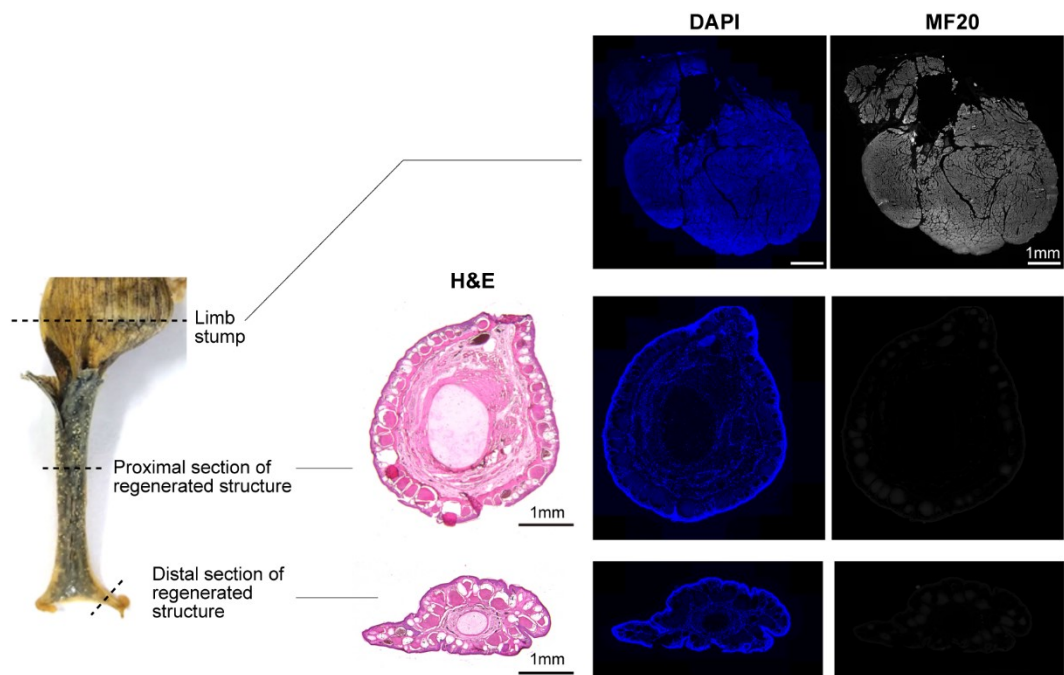 DAPI
MF20
1mm
H&E
Limb
stump
Proximal section of
regenerated structure
1mm
Distal section of
regenerated structure
1mm